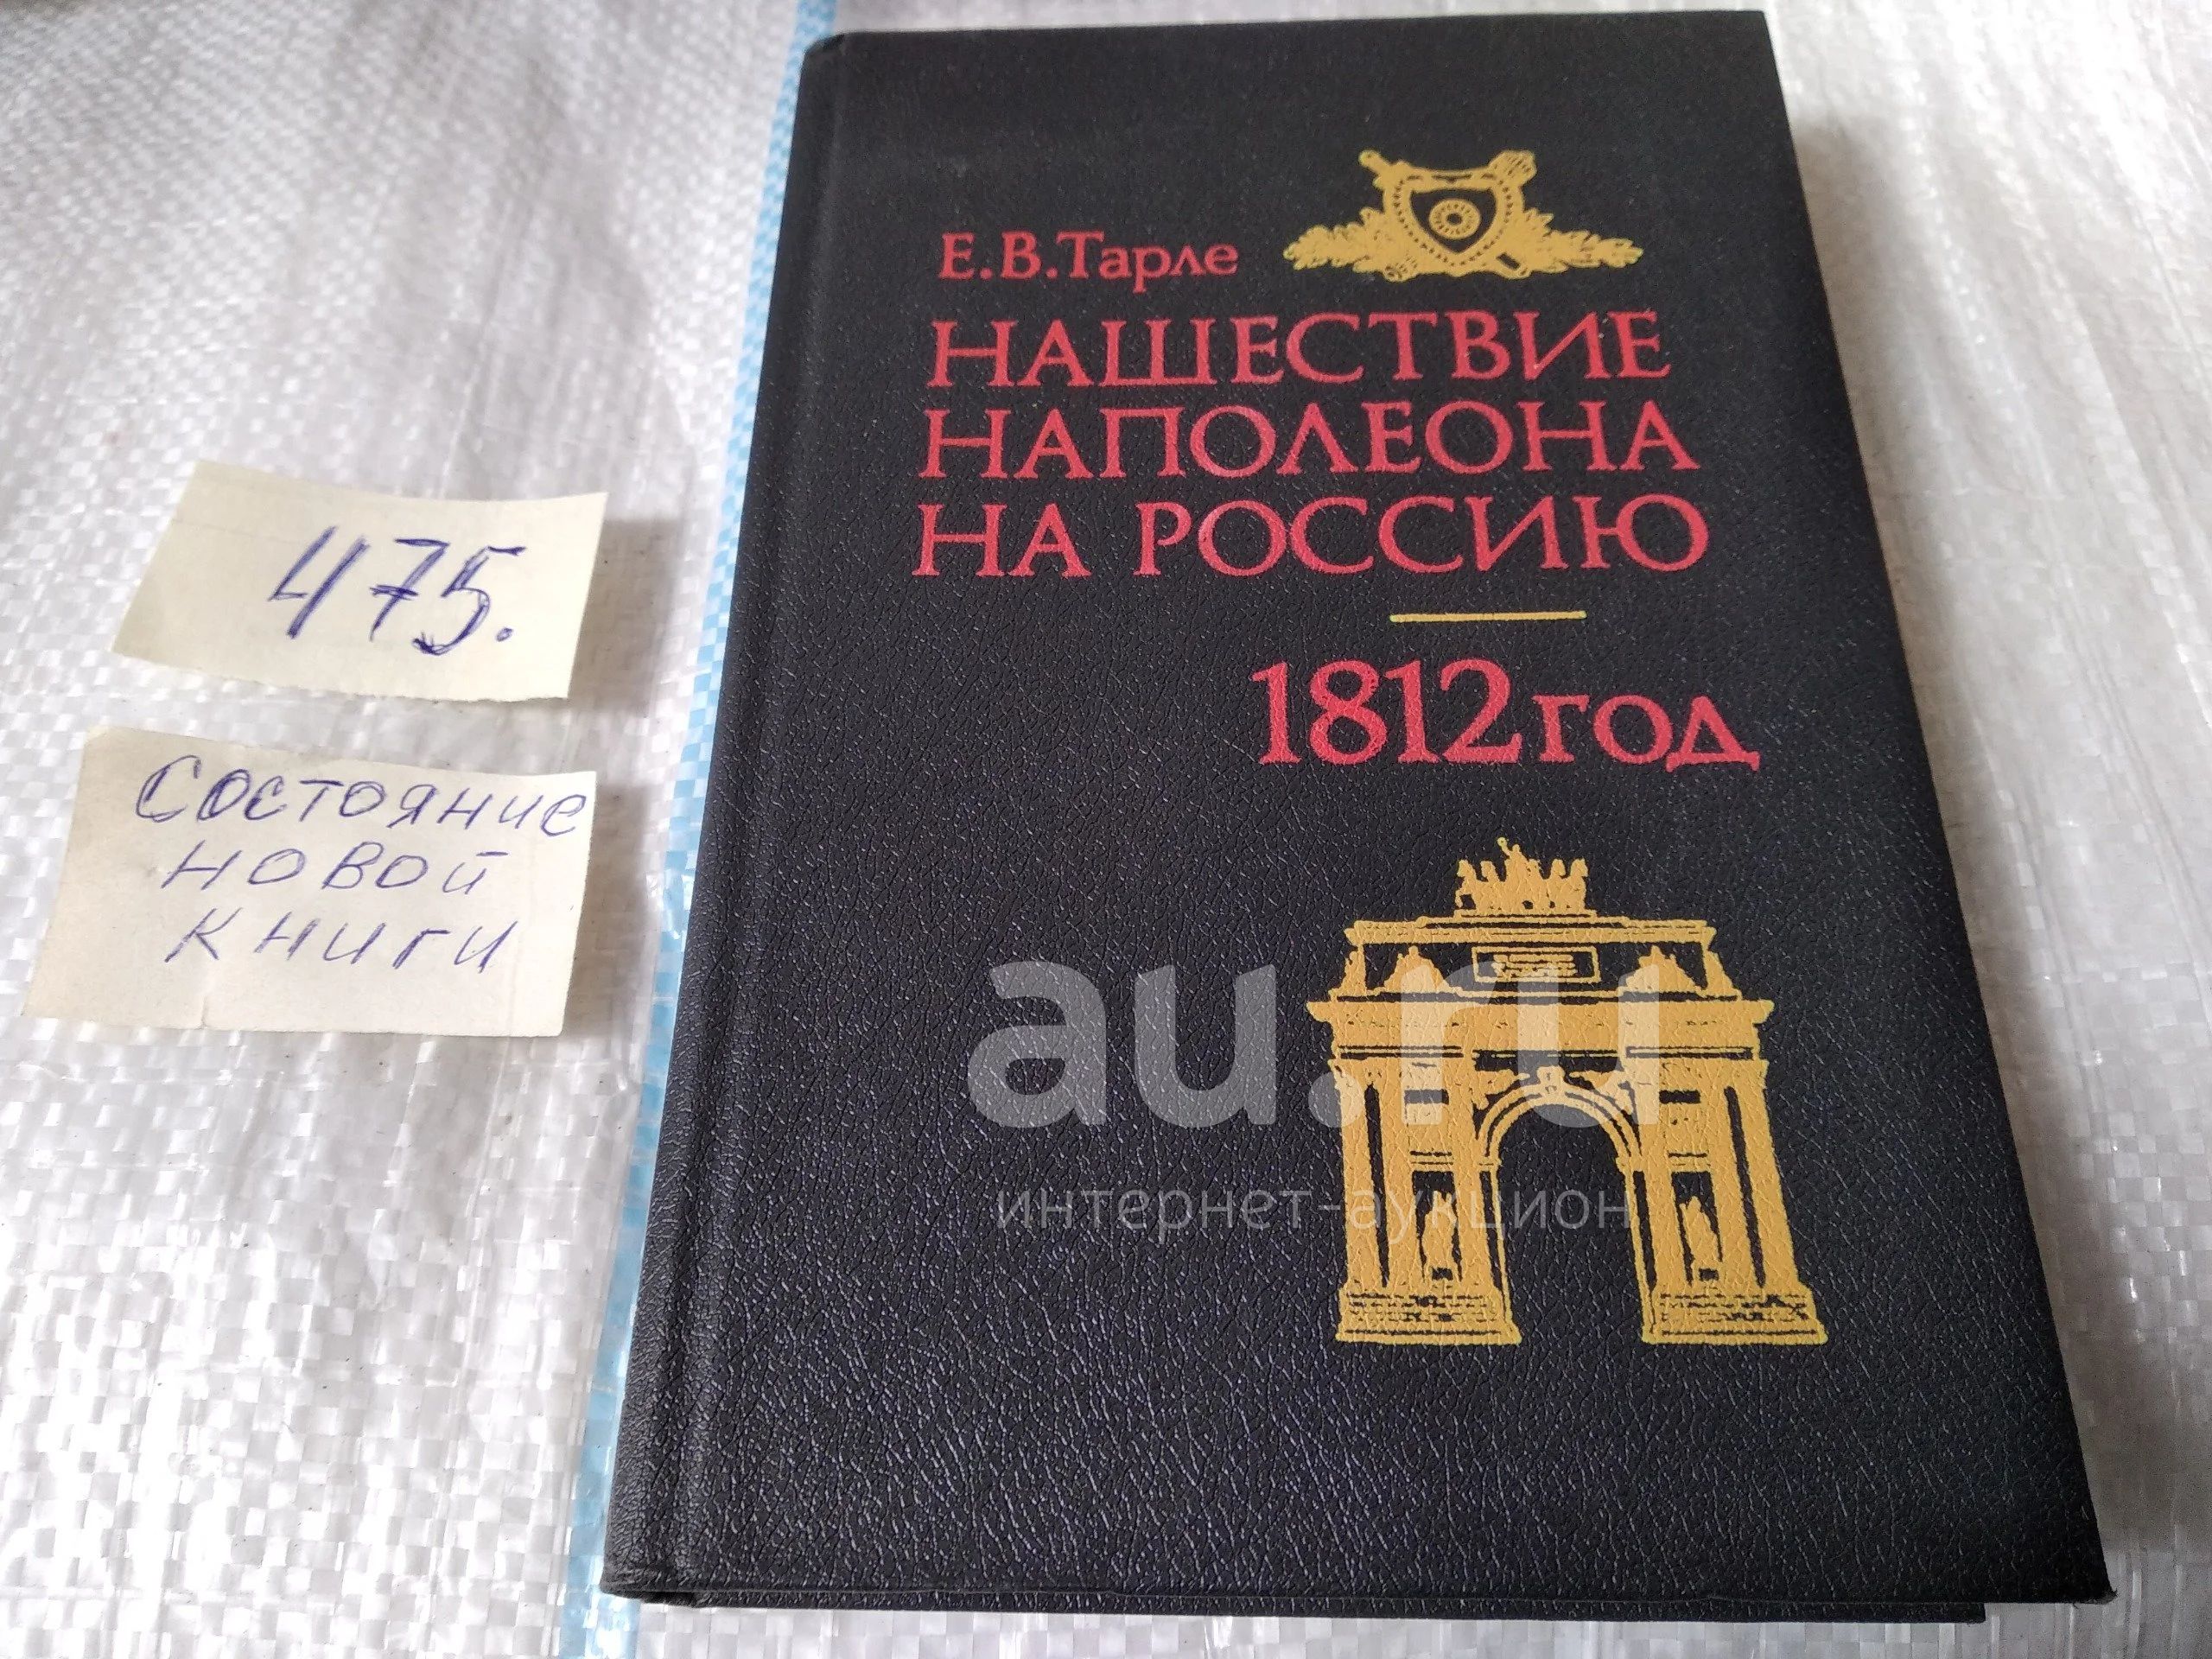 475.
Состояние
новой
книги
Е.В.Тарле
НАШЕСТВИЕ
НАПОЛЕОНА
НА РОССИЮ
1812 год
au.ru
интернет-аукцион